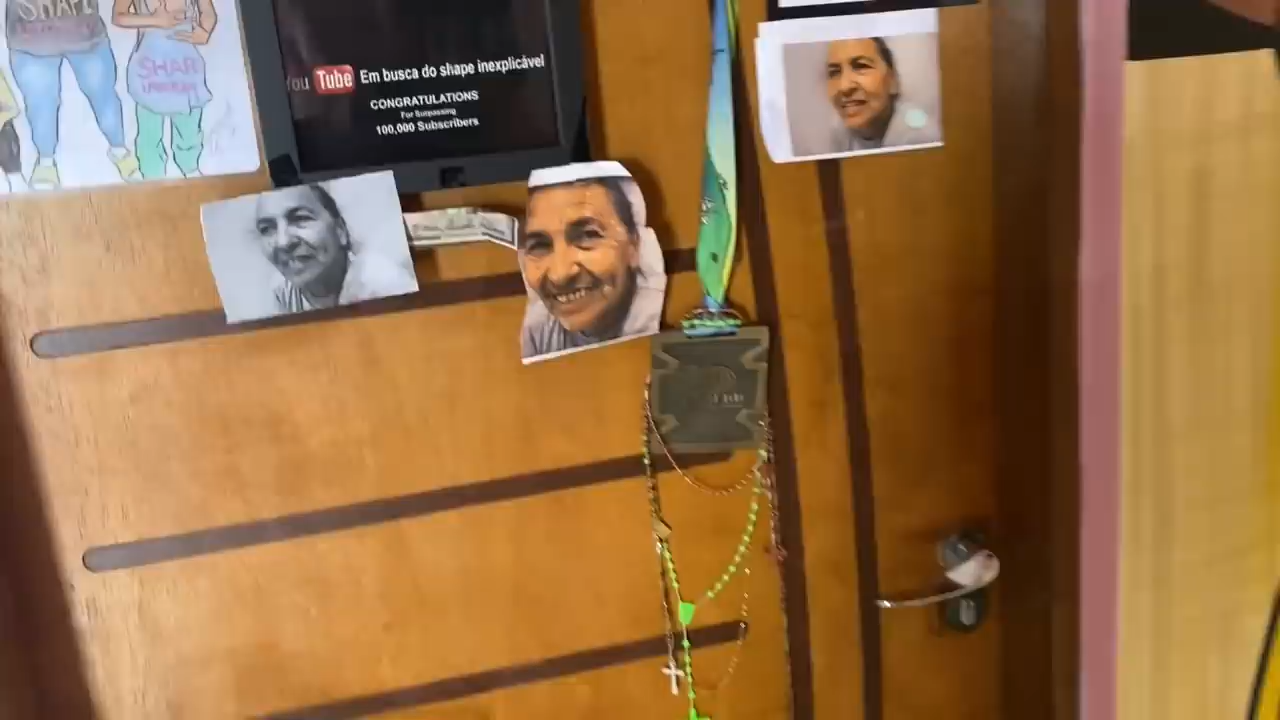 SHAPE
SHAP
You Tube Em busca do shape inexplicável
CONGRATULATIONS
For Surpassing
100,000 Subscribers